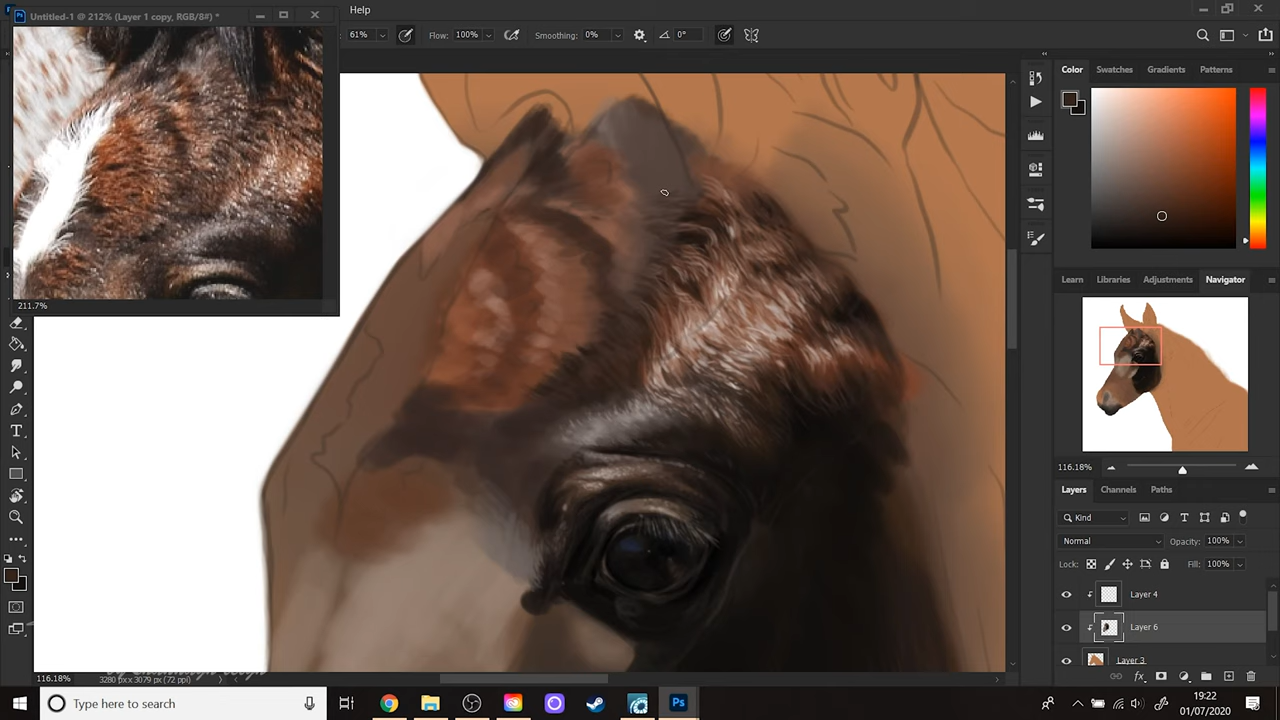 Untitled-1 @ 212% (Layer 1 copy, RGB/8#) *
Help
61%
Flow: 100%
Smoothing: 0%
0°
211.7%
Color
Swatches
Gradients
Patterns
Learn
Libraries
Adjustments
Navigator
116.18%
Layers
Channels
Paths
Kind
Normal
Opacity: 100%
Lock:
Fill: 100%
Layer 4
Layer 6
Layer 3
116.18%
3280 px x 3079 px (72 ppi)
Type here to search
19:22
01/07/2020